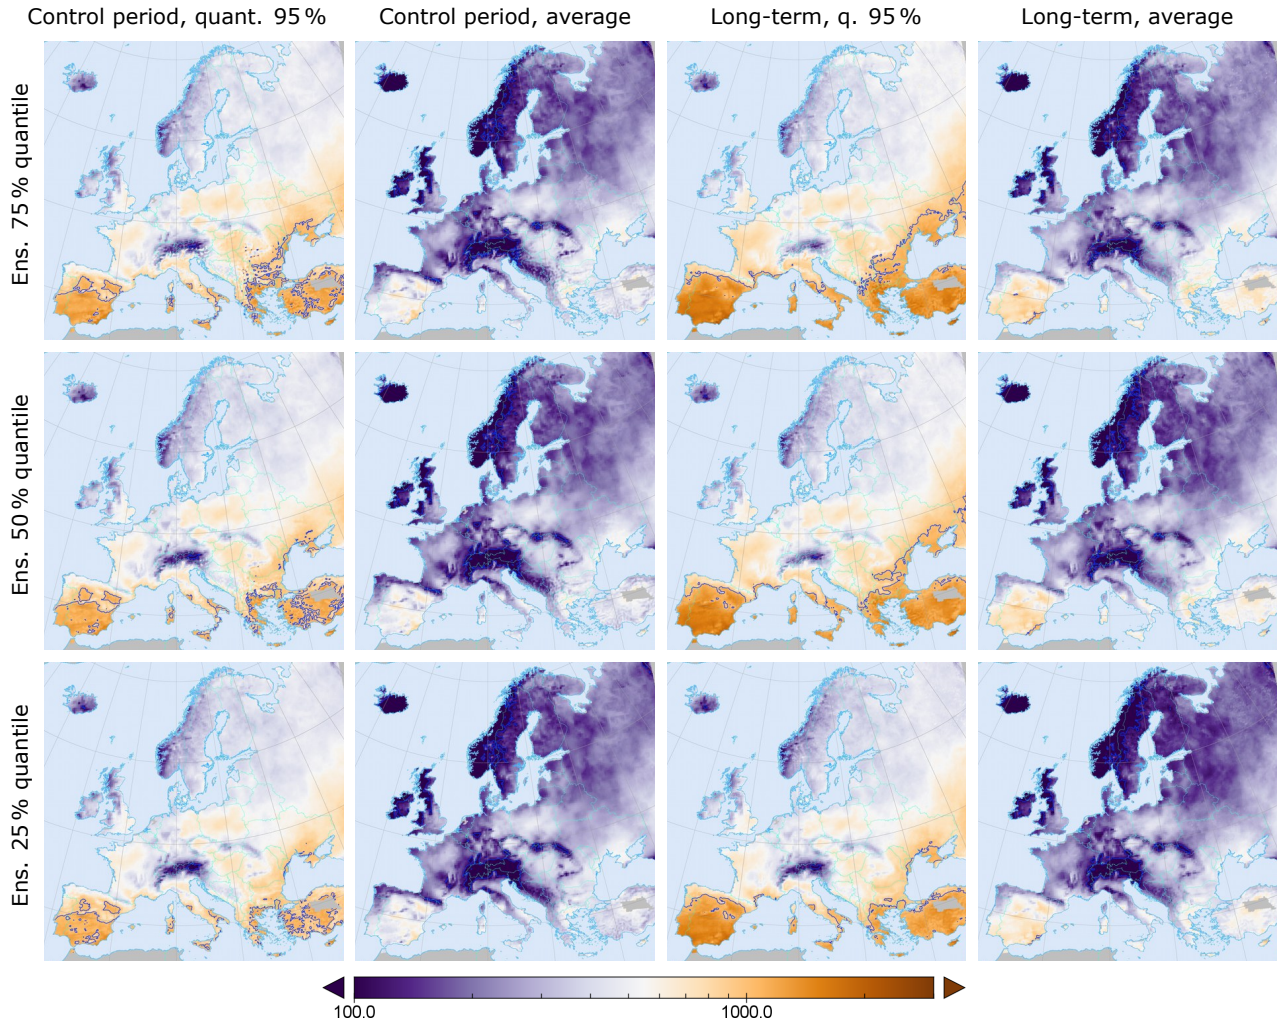 Control period, quant. 95 %
Control period, average
Long-term, q. 95 %
Long-term, average
Ens. 75 % quantile
Ens. 50 % quantile
Ens. 25 % quantile
100.0
1000.0